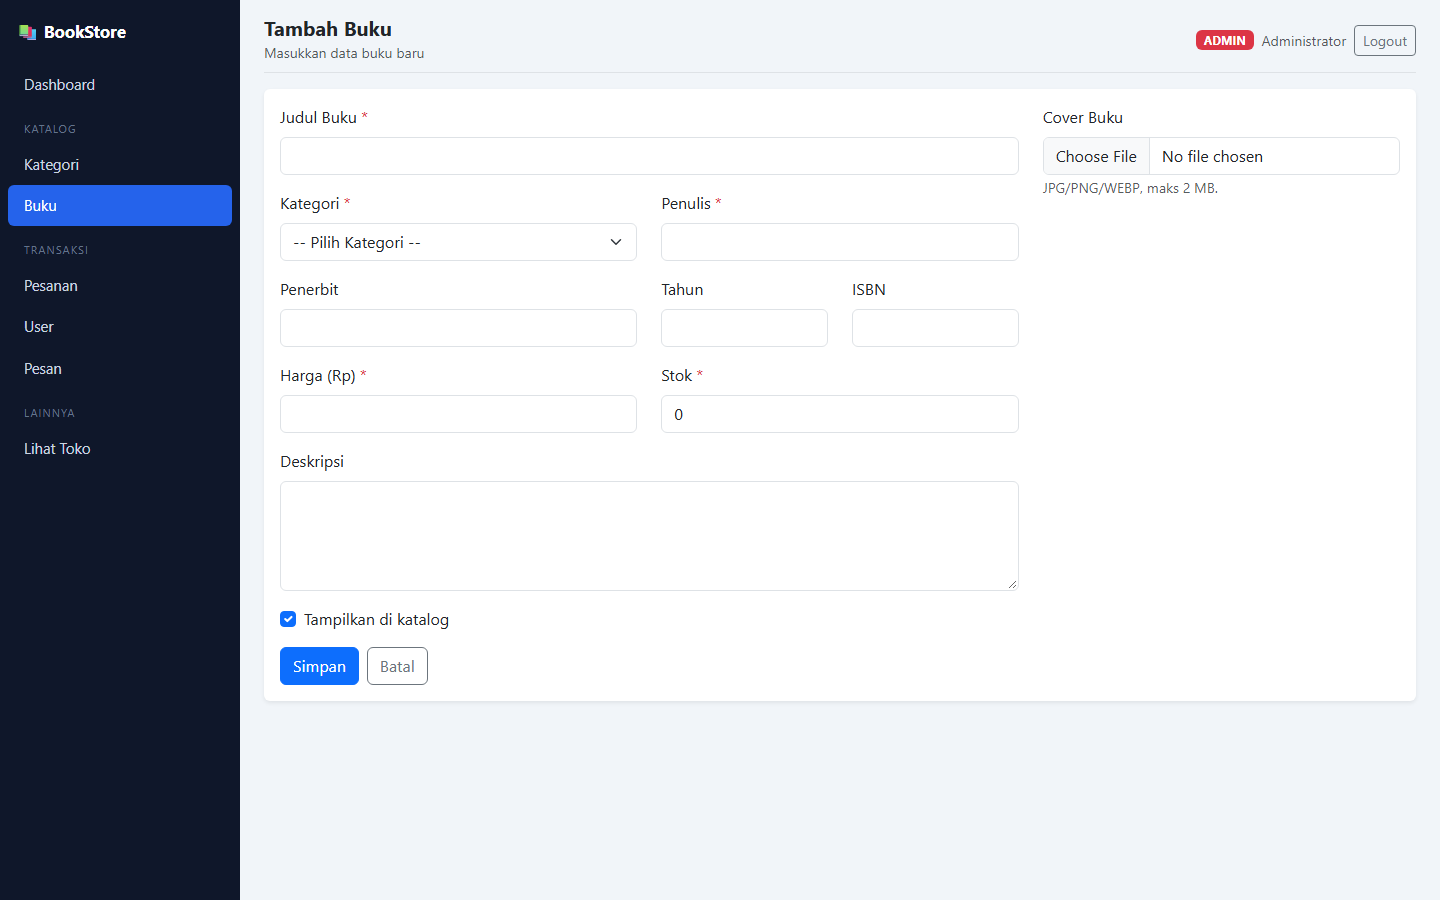 BookStore
Dashboard
KATALOG
Kategori
Buku
TRANSAKSI
Pesanan
User
Pesan
LAINNYA
Lihat Toko
Tambah Buku
Masukkan data buku baru
ADMIN Administrator Logout
Judul Buku *
Kategori * Penulis *
-- Pilih Kategori --
Penerbit Tahun ISBN
Harga (Rp) * Stok *
0
Deskripsi
Tampilkan di katalog
Simpan Batal
Cover Buku
Choose File No file chosen
JPG/PNG/WEBP, maks 2 MB.